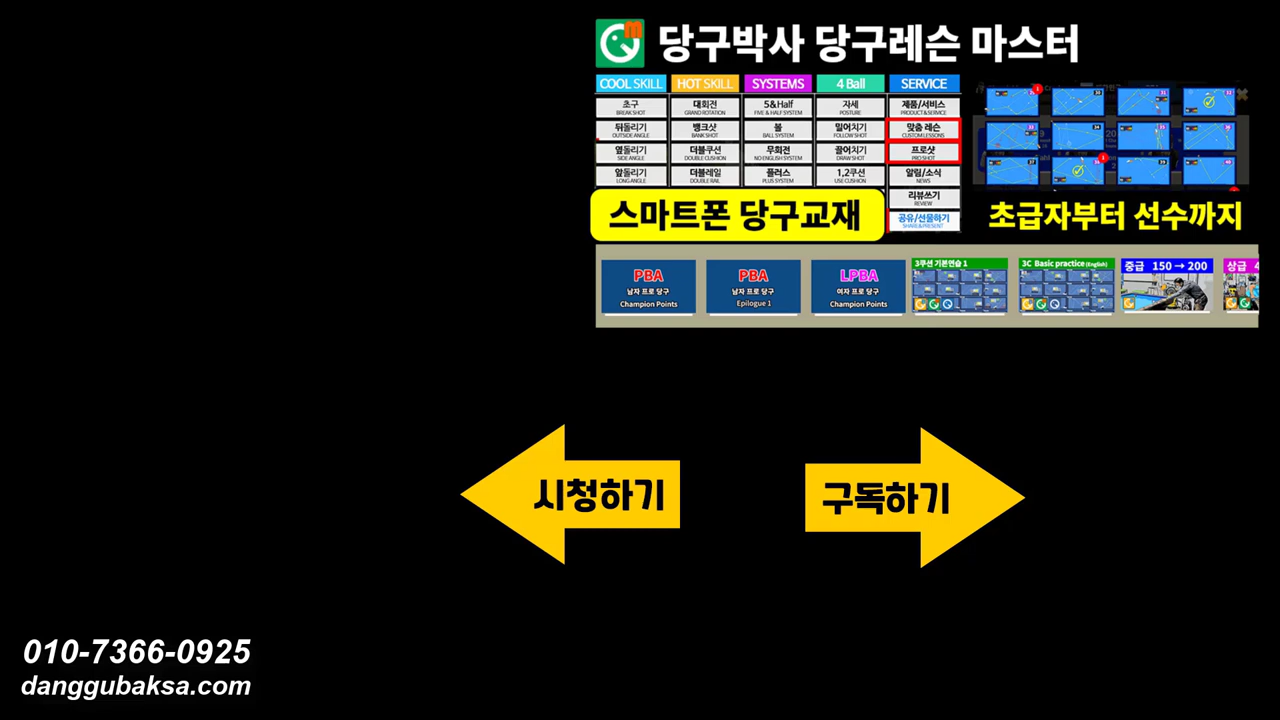 m
당구박사 당구레슨 마스터
COOL SKILL HOT SKILL SYSTEMS 4 Ball SERVICE
초구 대회전 5&Half 자세 제품/서비스
BREAK SHOT GRAND ROTATION FIVE & HALF SYSTEM POSTURE PRODUCT & SERVICE
뒤돌리기 뱅크샷 볼 밀어치기 맞춤 레슨
OUTSIDE ANGLE BANK SHOT BALL SYSTEM FOLLOW SHOT CUSTOM LESSONS
옆돌리기 더블쿠션 무회전 끌어치기 프로샷
SIDE ANGLE DOUBLE CUSHION NO ENGLISH SYSTEM DRAW SHOT PRO SHOT
앞돌리기 더블레일 플러스 1,2쿠션 알림/소식
LONG ANGLE DOUBLE RAIL PLUS SYSTEM USE CUSHION NEWS
리뷰쓰기
REVIEW
공유/선물하기
SHARE & PRESENT
스마트폰 당구교재
초급자부터 선수까지
PBA PBA LPBA 3쿠션 기본연습 1 3C Basic practice (English) 중급 150 → 200 상급 4
남자 프로 당구 남자 프로 당구 여자 프로 당구
Champion Points Epilogue 1 Champion Points
시청하기
구독하기
010-7366-0925
danggubaksa.com